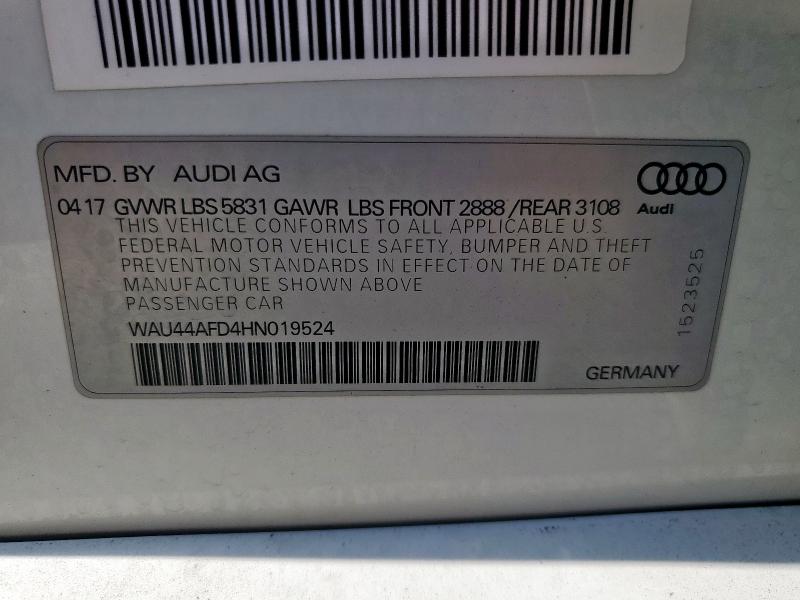 MFD. BY AUDI AG
04 17 GVWR LBS 5831 GAWR LBS FRONT 2888 /REAR 3108
Audi
THIS VEHICLE CONFORMS TO ALL APPLICABLE U.S.
FEDERAL MOTOR VEHICLE SAFETY, BUMPER AND THEFT
PREVENTION STANDARDS IN EFFECT ON THE DATE OF
MANUFACTURE SHOWN ABOVE
PASSENGER CAR
WAU44AFD4HN019524
GERMANY
1523525